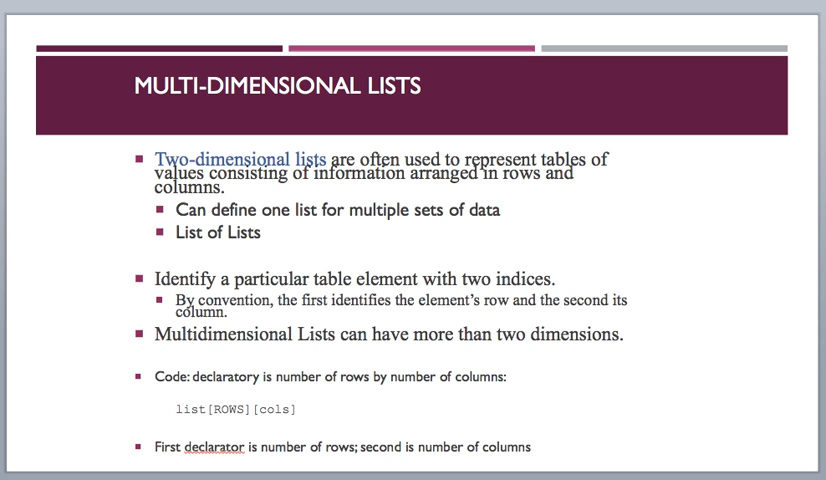 MULTI-DIMENSIONAL LISTS
Two-dimensional lists are often used to represent tables of
values consisting of information arranged in rows and
columns.
Can define one list for multiple sets of data
List of Lists
Identify a particular table element with two indices.
By convention, the first identifies the element's row and the second its
column.
Multidimensional Lists can have more than two dimensions.
Code: declaratory is number of rows by number of columns:
list[ROWS][cols]
First declarator is number of rows; second is number of columns